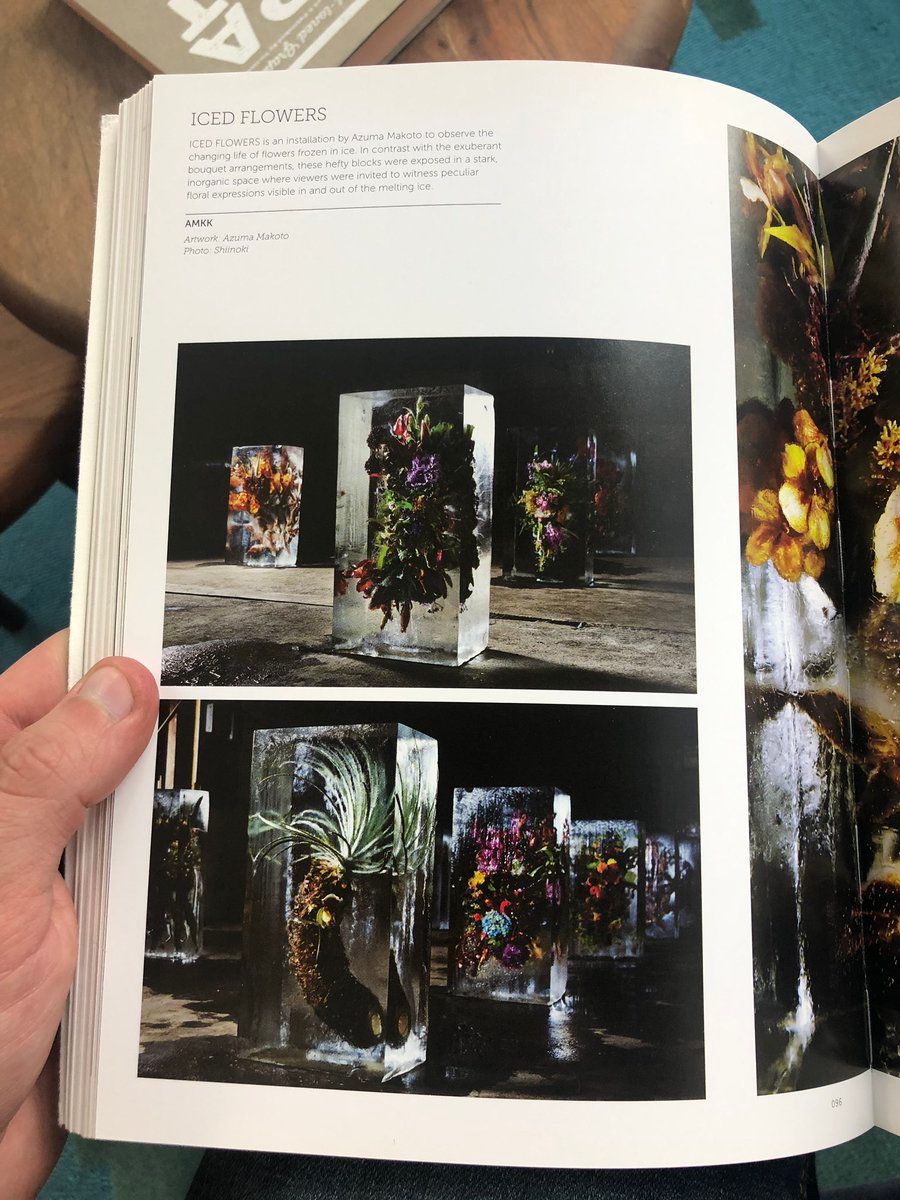 ICED FLOWERS
ICED FLOWERS is an installation by Azuma Makoto to observe the
changing life of flowers frozen in ice. In contrast with the exuberant
bouquet arrangements, these hefty blocks were exposed in a stark,
inorganic space where viewers were invited to witness peculiar
floral expressions visible in and out of the melting ice.
AMKK
Artwork: Azuma Makoto
Photo: Shiinoki
096